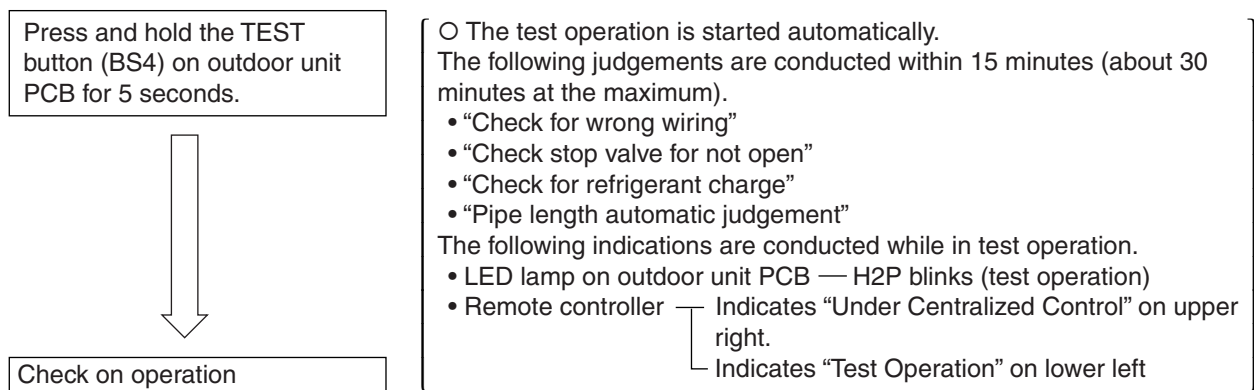 Press and hold the TEST
button (BS4) on outdoor unit
PCB for 5 seconds.
Check on operation
○ The test operation is started automatically.
The following judgements are conducted within 15 minutes (about 30
minutes at the maximum).
• “Check for wrong wiring”
• “Check stop valve for not open”
• “Check for refrigerant charge”
• “Pipe length automatic judgement”
The following indications are conducted while in test operation.
• LED lamp on outdoor unit PCB — H2P blinks (test operation)
• Remote controller — Indicates “Under Centralized Control” on upper
right.
Indicates “Test Operation” on lower left